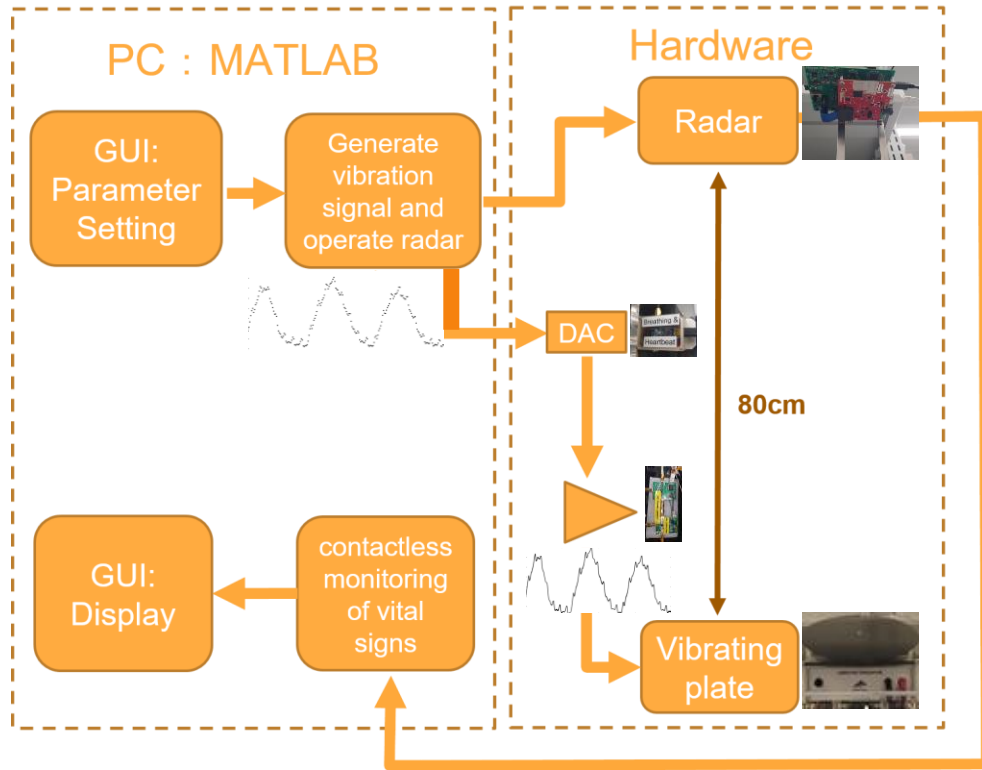 PC : MATLAB
Hardware
GUI:
Parameter
Setting
Generate
vibration
signal and
operate radar
Radar
DAC
Breathing &
Heartbeat
80cm
GUI:
Display
contactless
monitoring
of vital
signs
Vibrating
plate